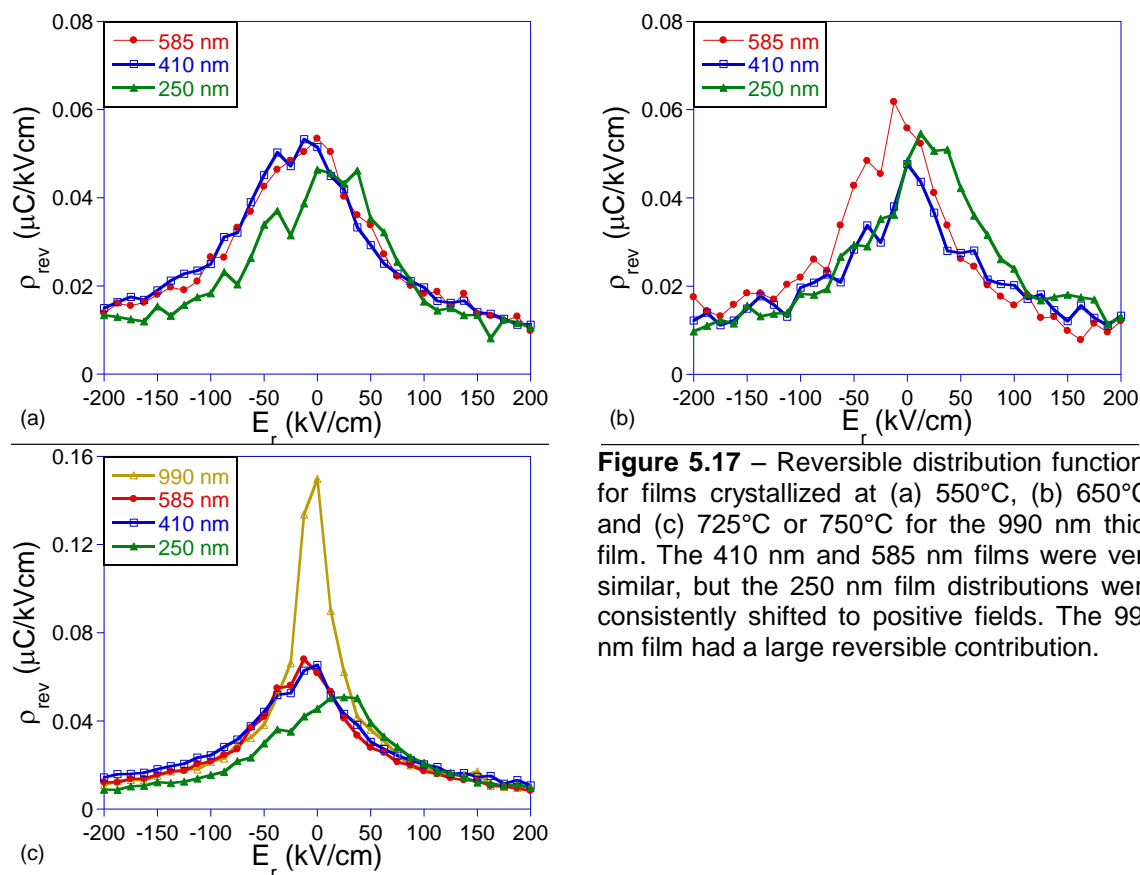 0.08
0.06
0.04
0.02
0
ρrev (μC/kVcm)
585 nm
410 nm
250 nm
-200 -150 -100 -50 0 50 100 150 200
(a)
Er (kV/cm)
0.08
0.06
0.04
0.02
0
ρrev (μC/kVcm)
585 nm
410 nm
250 nm
-200 -150 -100 -50 0 50 100 150 200
(b)
Er (kV/cm)
0.16
0.12
0.08
0.04
0
ρrev (μC/kVcm)
990 nm
585 nm
410 nm
250 nm
-200 -150 -100 -50 0 50 100 150 200
(c)
Er (kV/cm)
Figure 5.17 – Reversible distribution function
for films crystallized at (a) 550°C, (b) 650°C
and (c) 725°C or 750°C for the 990 nm thic
film. The 410 nm and 585 nm films were ver
similar, but the 250 nm film distributions wer
consistently shifted to positive fields. The 99
nm film had a large reversible contribution.